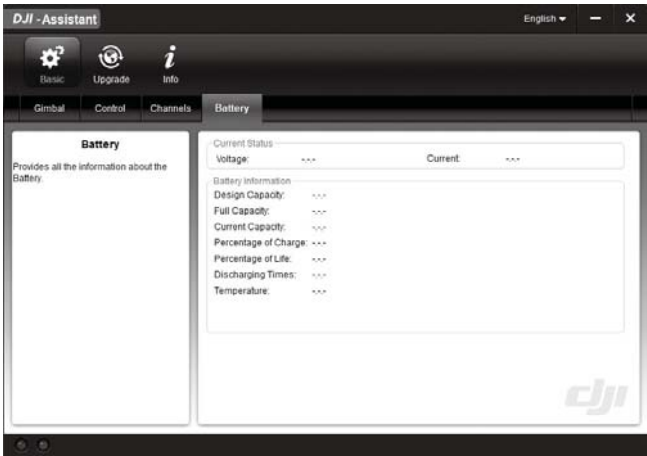 DJI - Assistant
English
Basic
Upgrade
Info
Gimbal Control Channels Battery
Battery
Provides all the information about the
Battery.
Current Status
Voltage: -.-.- Current: -.-.-
Battery Information
Design Capacity: -.-.-
Full Capacity: -.-.-
Current Capacity: -.-.-
Percentage of Charge: -.-.-
Percentage of Life: -.-.-
Discharging Times: -.-.-
Temperature: -.-.-
dji